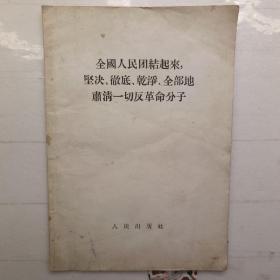 全國人民团結起來,
堅决、徹底、乾淨、全部地
肅清一切反革命分子
人民出版社